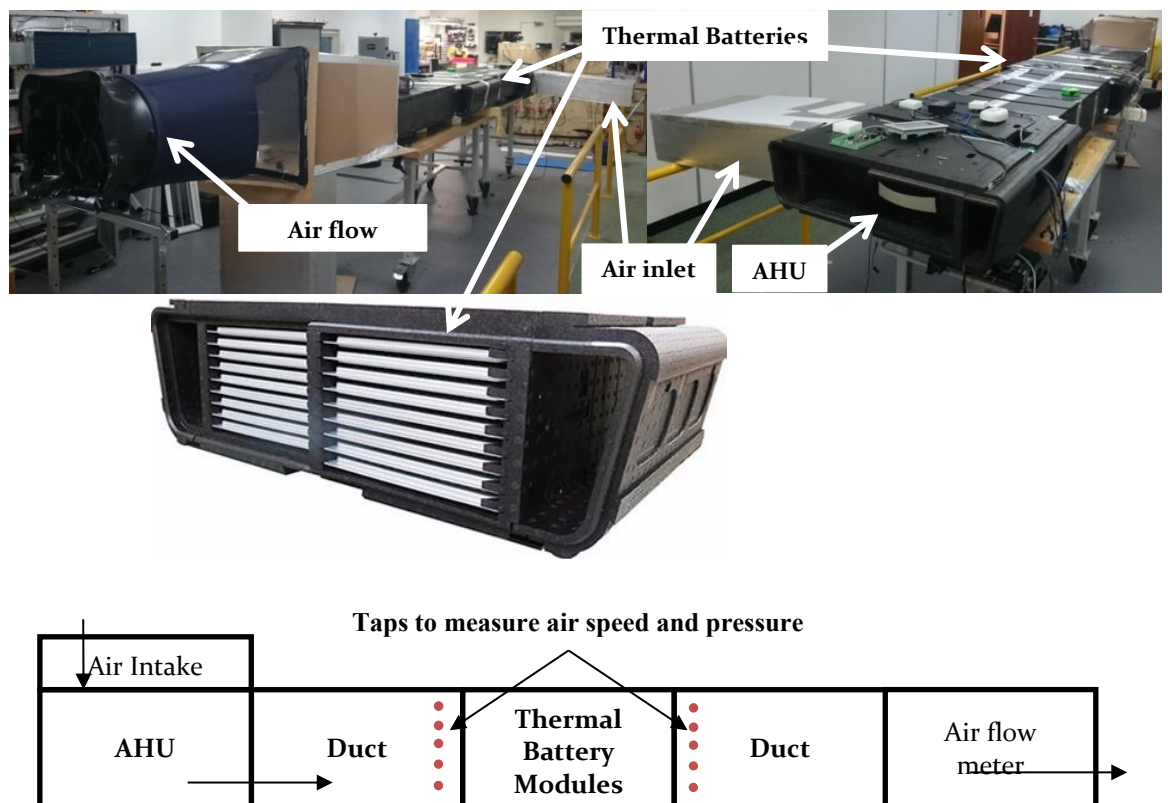 Thermal Batteries
Air flow
Air inlet
AHU
Taps to measure air speed and pressure
Air Intake
AHU
Duct
Thermal
Battery
Modules
Duct
Air flow
meter